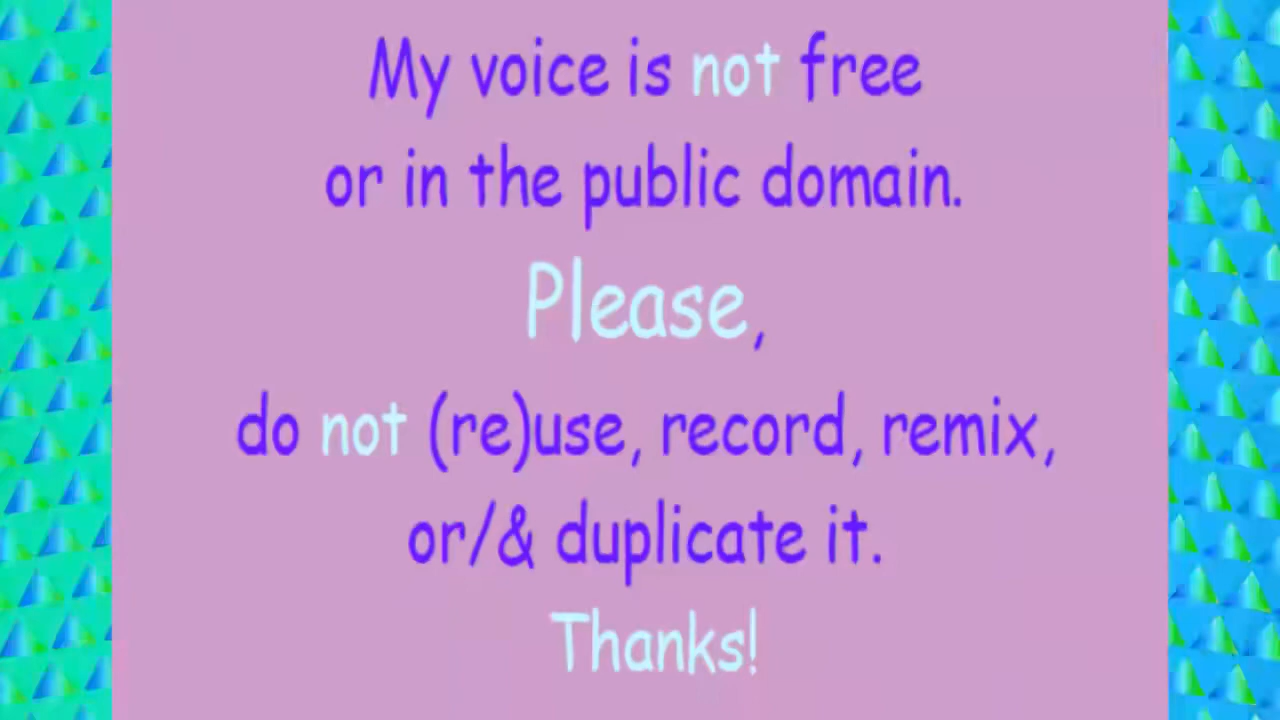 My voice is not free
or in the public domain.
Please,
do not (re)use, record, remix,
or/& duplicate it.
Thanks!